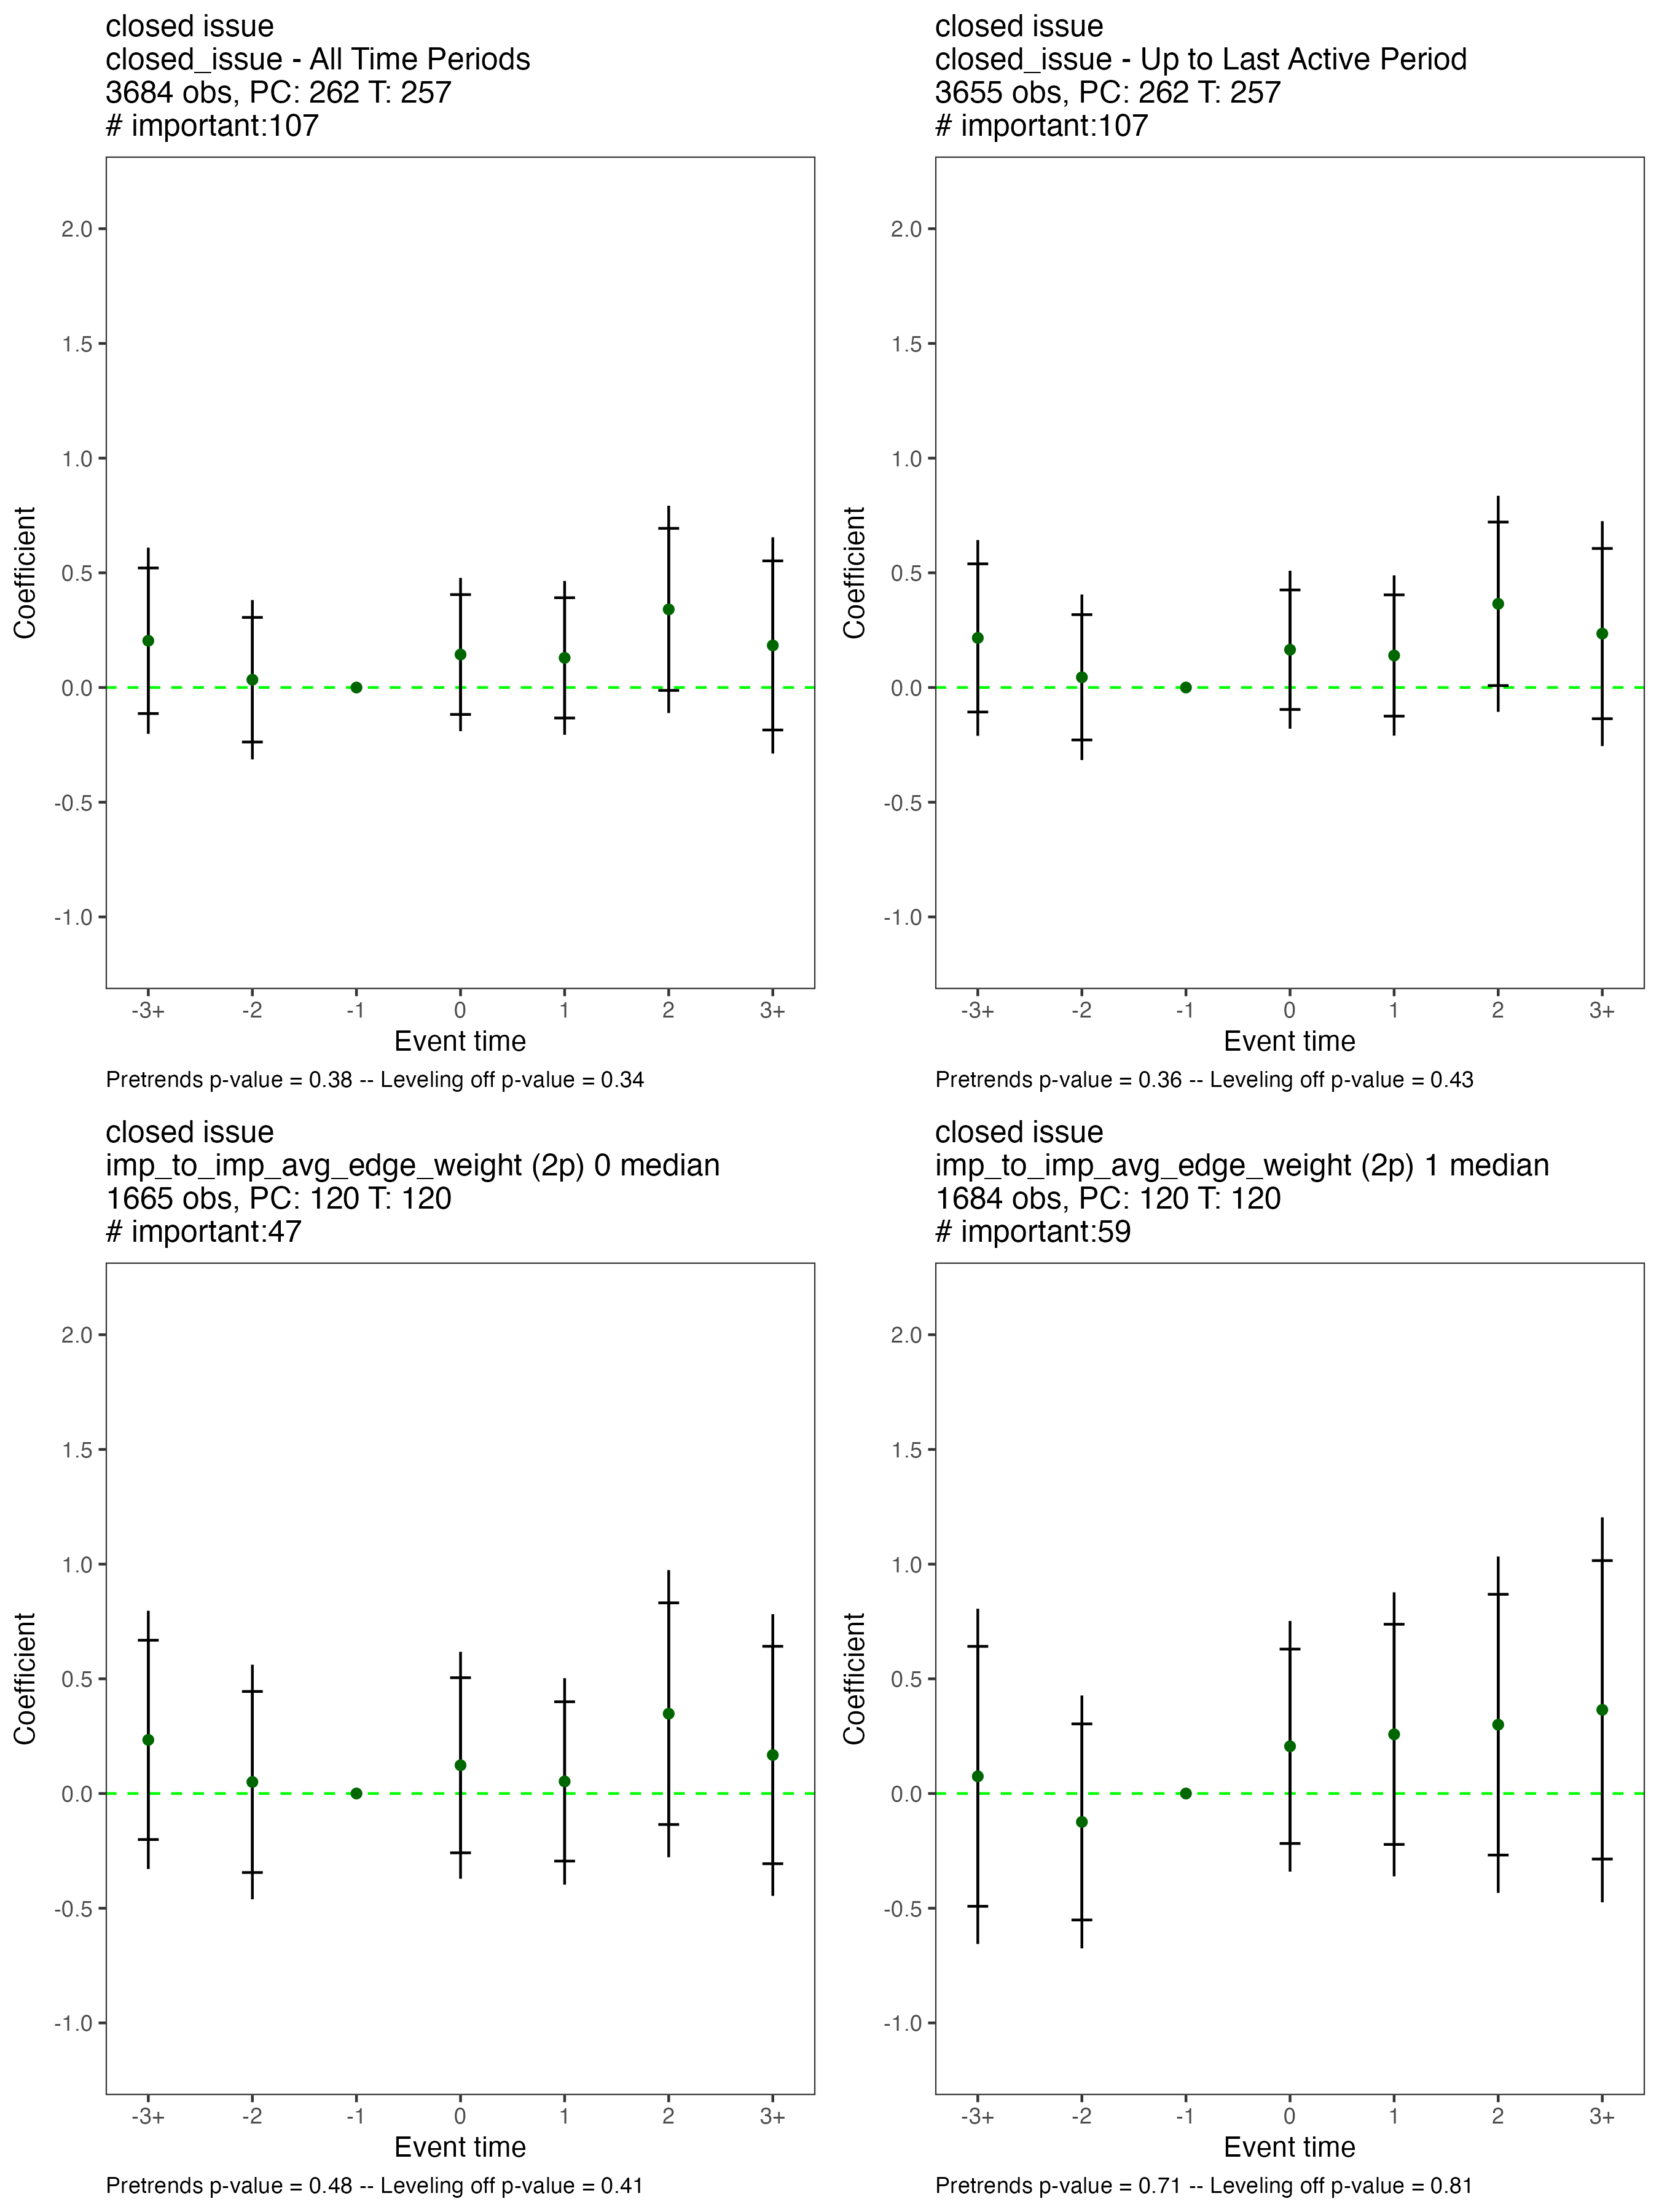 closed issue
closed_issue - All Time Periods
3684 obs, PC: 262 T: 257
# important:107
Coefficient
2.0
1.5
1.0
0.5
0.0
-0.5
-1.0
-3+ -2 -1 0 1 2 3+
Event time
Pretrends p-value = 0.38 -- Leveling off p-value = 0.34
closed issue
closed_issue - Up to Last Active Period
3655 obs, PC: 262 T: 257
# important:107
Coefficient
2.0
1.5
1.0
0.5
0.0
-0.5
-1.0
-3+ -2 -1 0 1 2 3+
Event time
Pretrends p-value = 0.36 -- Leveling off p-value = 0.43
closed issue
imp_to_imp_avg_edge_weight (2p) 0 median
1665 obs, PC: 120 T: 120
# important:47
Coefficient
2.0
1.5
1.0
0.5
0.0
-0.5
-1.0
-3+ -2 -1 0 1 2 3+
Event time
Pretrends p-value = 0.48 -- Leveling off p-value = 0.41
closed issue
imp_to_imp_avg_edge_weight (2p) 1 median
1684 obs, PC: 120 T: 120
# important:59
Coefficient
2.0
1.5
1.0
0.5
0.0
-0.5
-1.0
-3+ -2 -1 0 1 2 3+
Event time
Pretrends p-value = 0.71 -- Leveling off p-value = 0.81